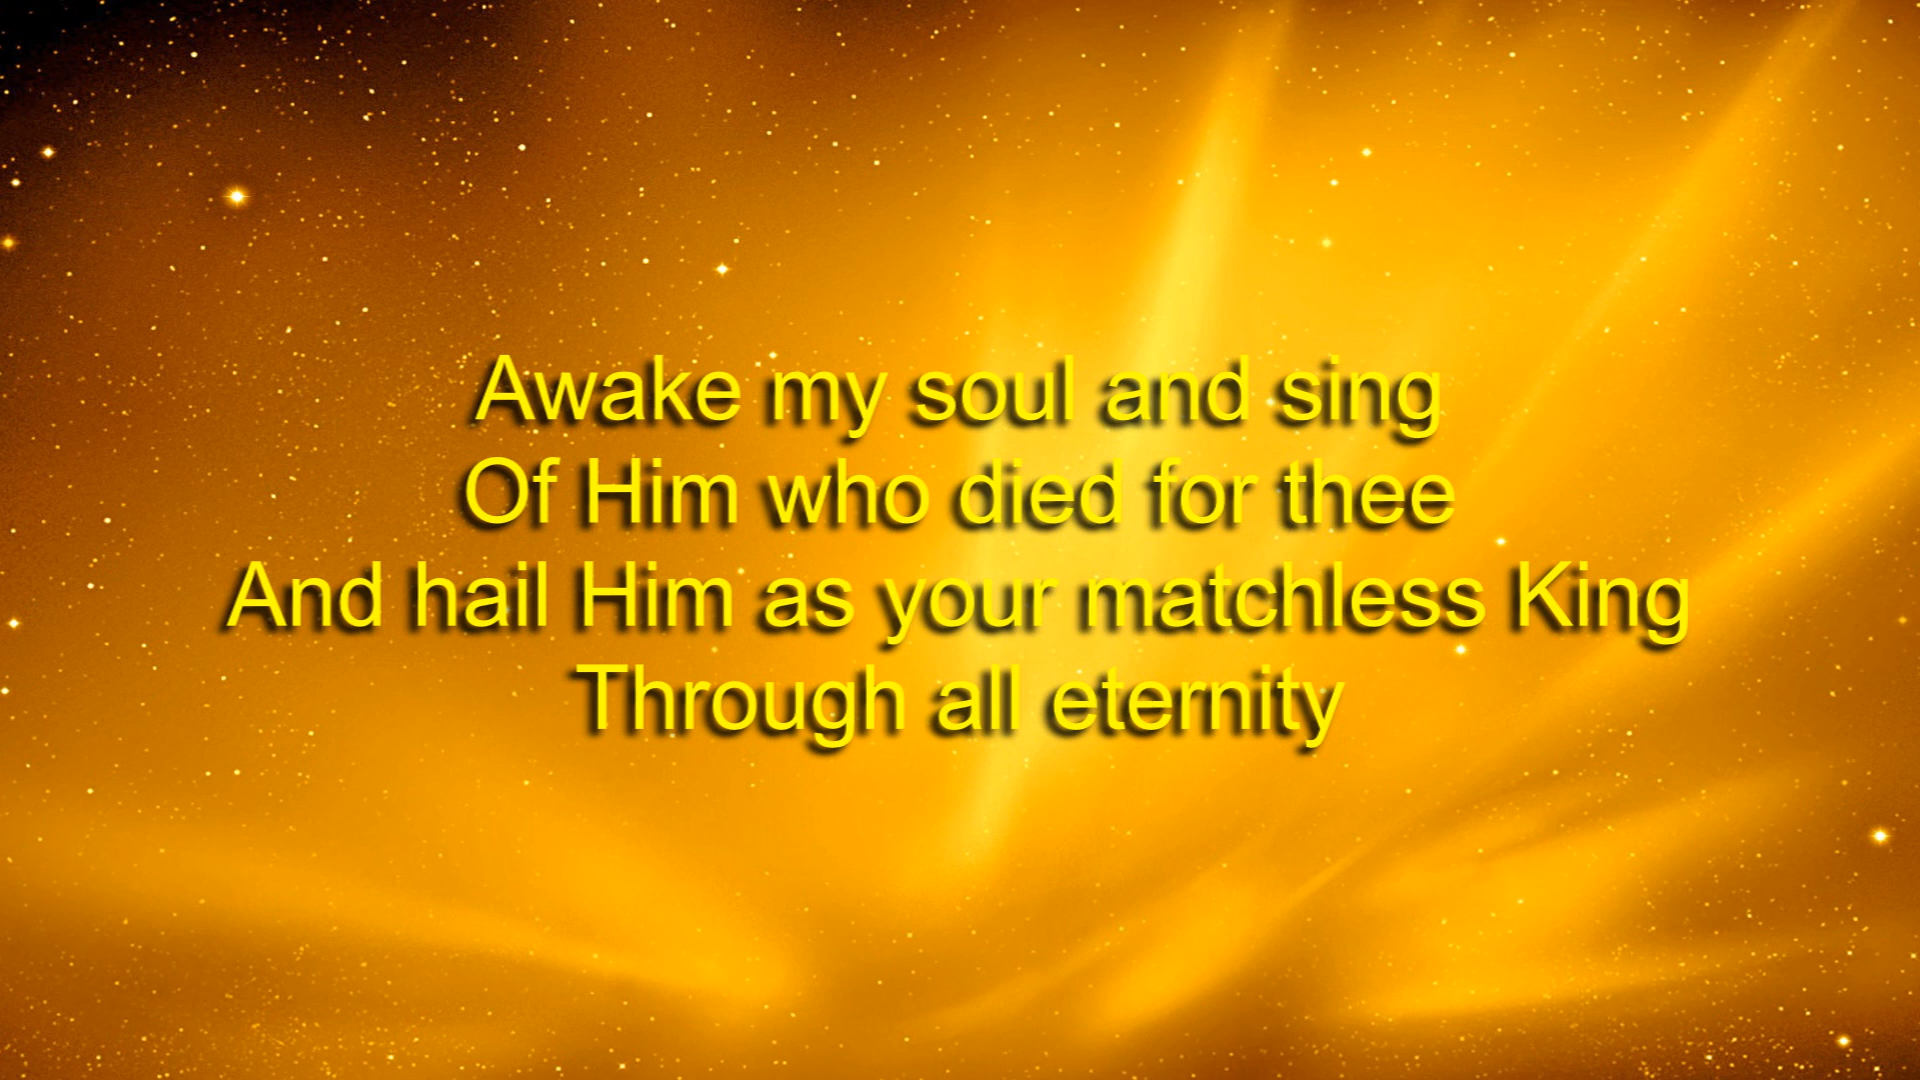 Awake my soul and sing
Of Him who died for thee
And hail Him as your matchless King
Through all eternity